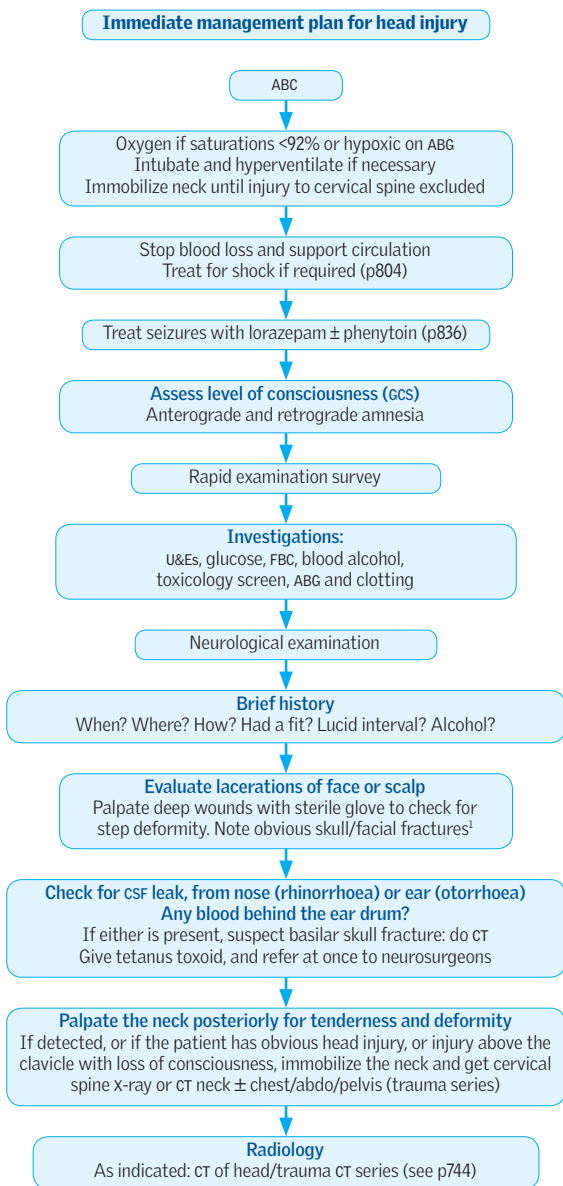 Immediate management plan for head injury
ABC
Oxygen if saturations <92% or hypoxic on ABG
Intubate and hyperventilate if necessary
Immobilize neck until injury to cervical spine excluded
Stop blood loss and support circulation
Treat for shock if required (p804)
Treat seizures with lorazepam ± phenytoin (p836)
Assess level of consciousness (GCS)
Anterograde and retrograde amnesia
Rapid examination survey
Investigations:
U&Es, glucose, FBC, blood alcohol,
toxicology screen, ABG and clotting
Neurological examination
Brief history
When? Where? How? Had a fit? Lucid interval? Alcohol?
Evaluate lacerations of face or scalp
Palpate deep wounds with sterile glove to check for
step deformity. Note obvious skull/facial fractures¹
Check for CSF leak, from nose (rhinorrhoea) or ear (otorrhoea)
Any blood behind the ear drum?
If either is present, suspect basilar skull fracture: do CT
Give tetanus toxoid, and refer at once to neurosurgeons
Palpate the neck posteriorly for tenderness and deformity
If detected, or if the patient has obvious head injury, or injury above the
clavicle with loss of consciousness, immobilize the neck and get cervical
spine X-ray or CT neck ± chest/abdo/pelvis (trauma series)
Radiology
As indicated: CT of head/trauma CT series (see p744)